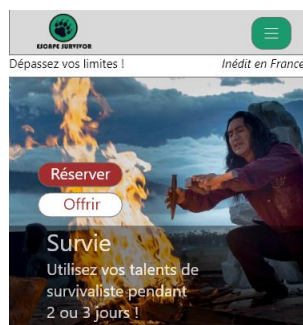 ESCAPE SURVIVOR
Dépassez vos limites ! Inédit en France
Réserver
Offrir
Survie
Utilisez vos talents de
survivaliste pendant
2 ou 3 jours !